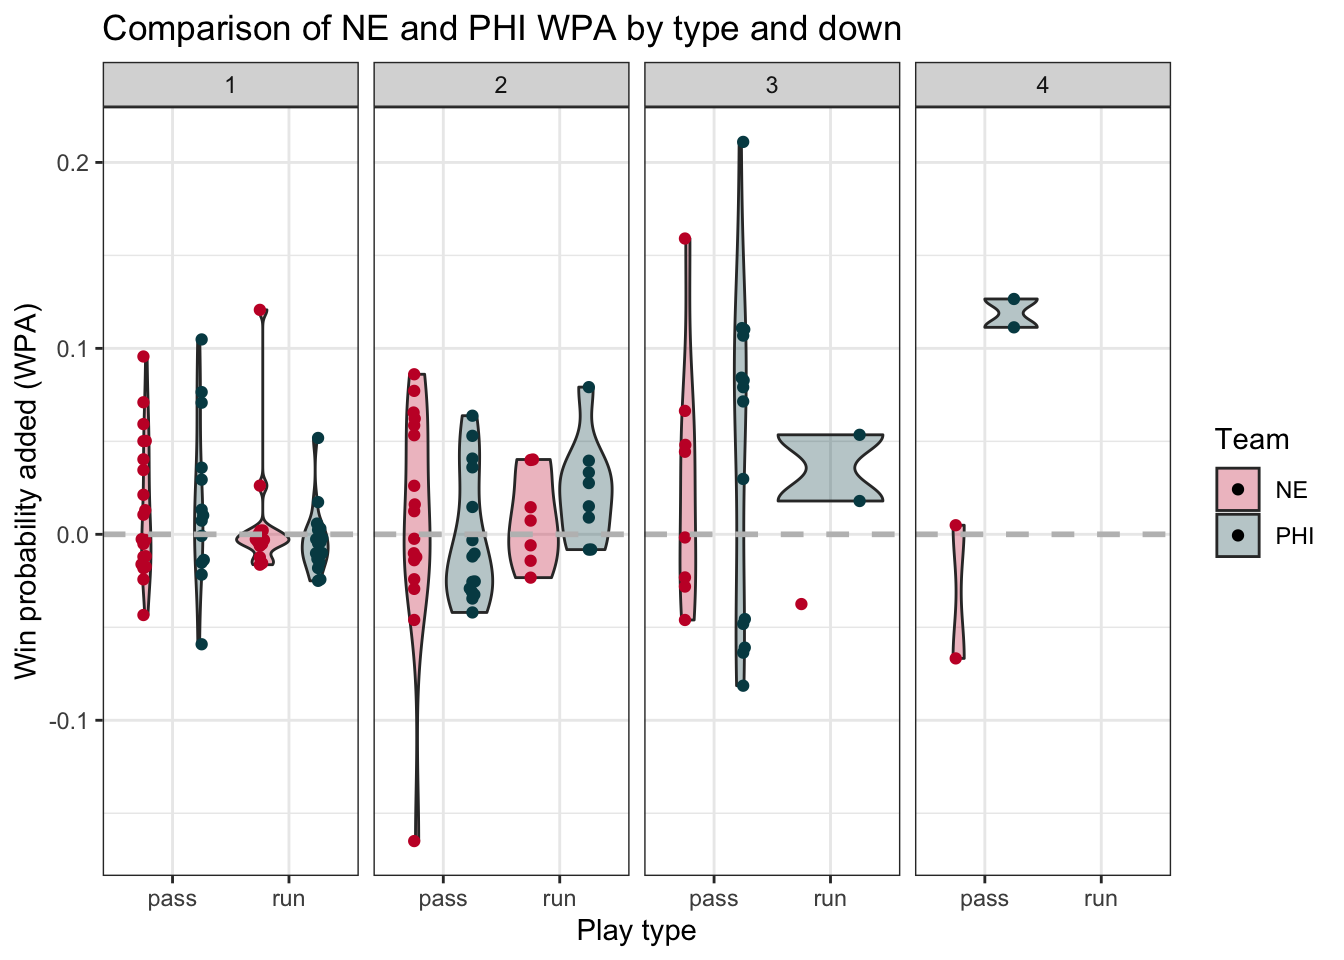 Comparison of NE and PHI WPA by type and down
1
2
3
4
Win probability added (WPA)
0.2
0.1
0.0
-0.1
pass
run
pass
run
pass
run
pass
run
Play type
Team
NE
PHI